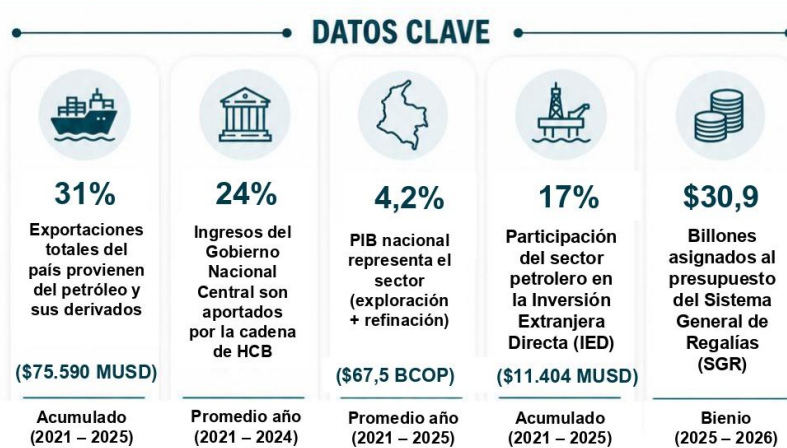 DATOS CLAVE
31%
Exportaciones
totales del
país provienen
del petróleo y
sus derivados
($75.590 MUSD)
Acumulado
(2021 – 2025)
24%
Ingresos del
Gobierno
Nacional
Central son
aportados
por la cadena
de HCB
Promedio año
(2021 – 2024)
4,2%
PIB nacional
representa el
sector
(exploración
+ refinación)
($67,5 BCOP)
Promedio año
(2021 – 2025)
17%
Participación
del sector
petrolero en
la Inversión
Extranjera
Directa (IED)
($11.404 MUSD)
Acumulado
(2021 – 2025)
$30,9
Billones
asignados al
presupuesto
del Sistema
General de
Regalías
(SGR)
Bienio
(2025 – 2026)